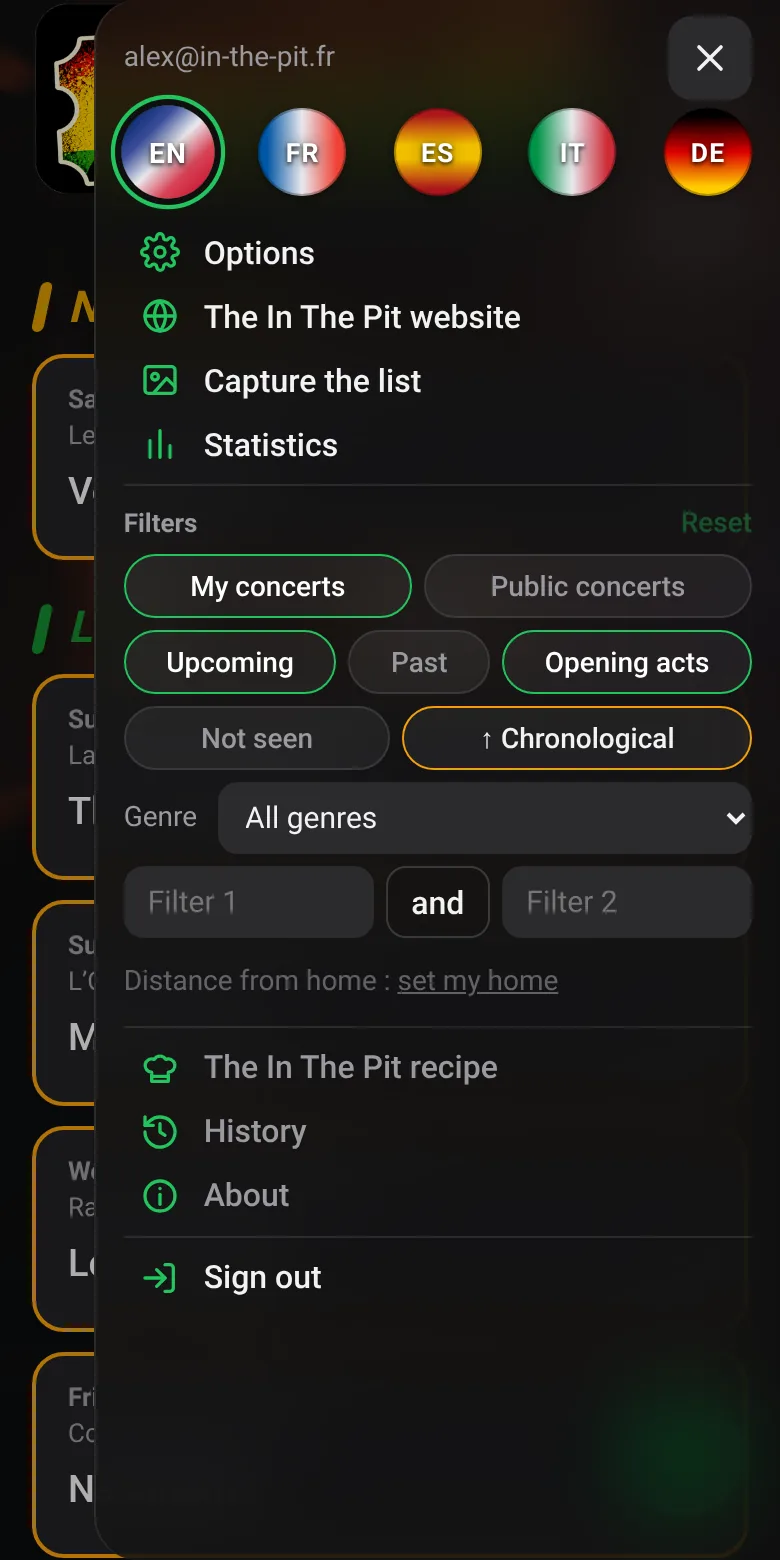 alex@in-the-pit.fr
EN FR ES IT DE
Options
The In The Pit website
Capture the list
Statistics
Filters Reset
My concerts Public concerts
Upcoming Past Opening acts
Not seen ↑ Chronological
Genre All genres
Filter 1 and Filter 2
Distance from home : set my home
The In The Pit recipe
History
About
Sign out